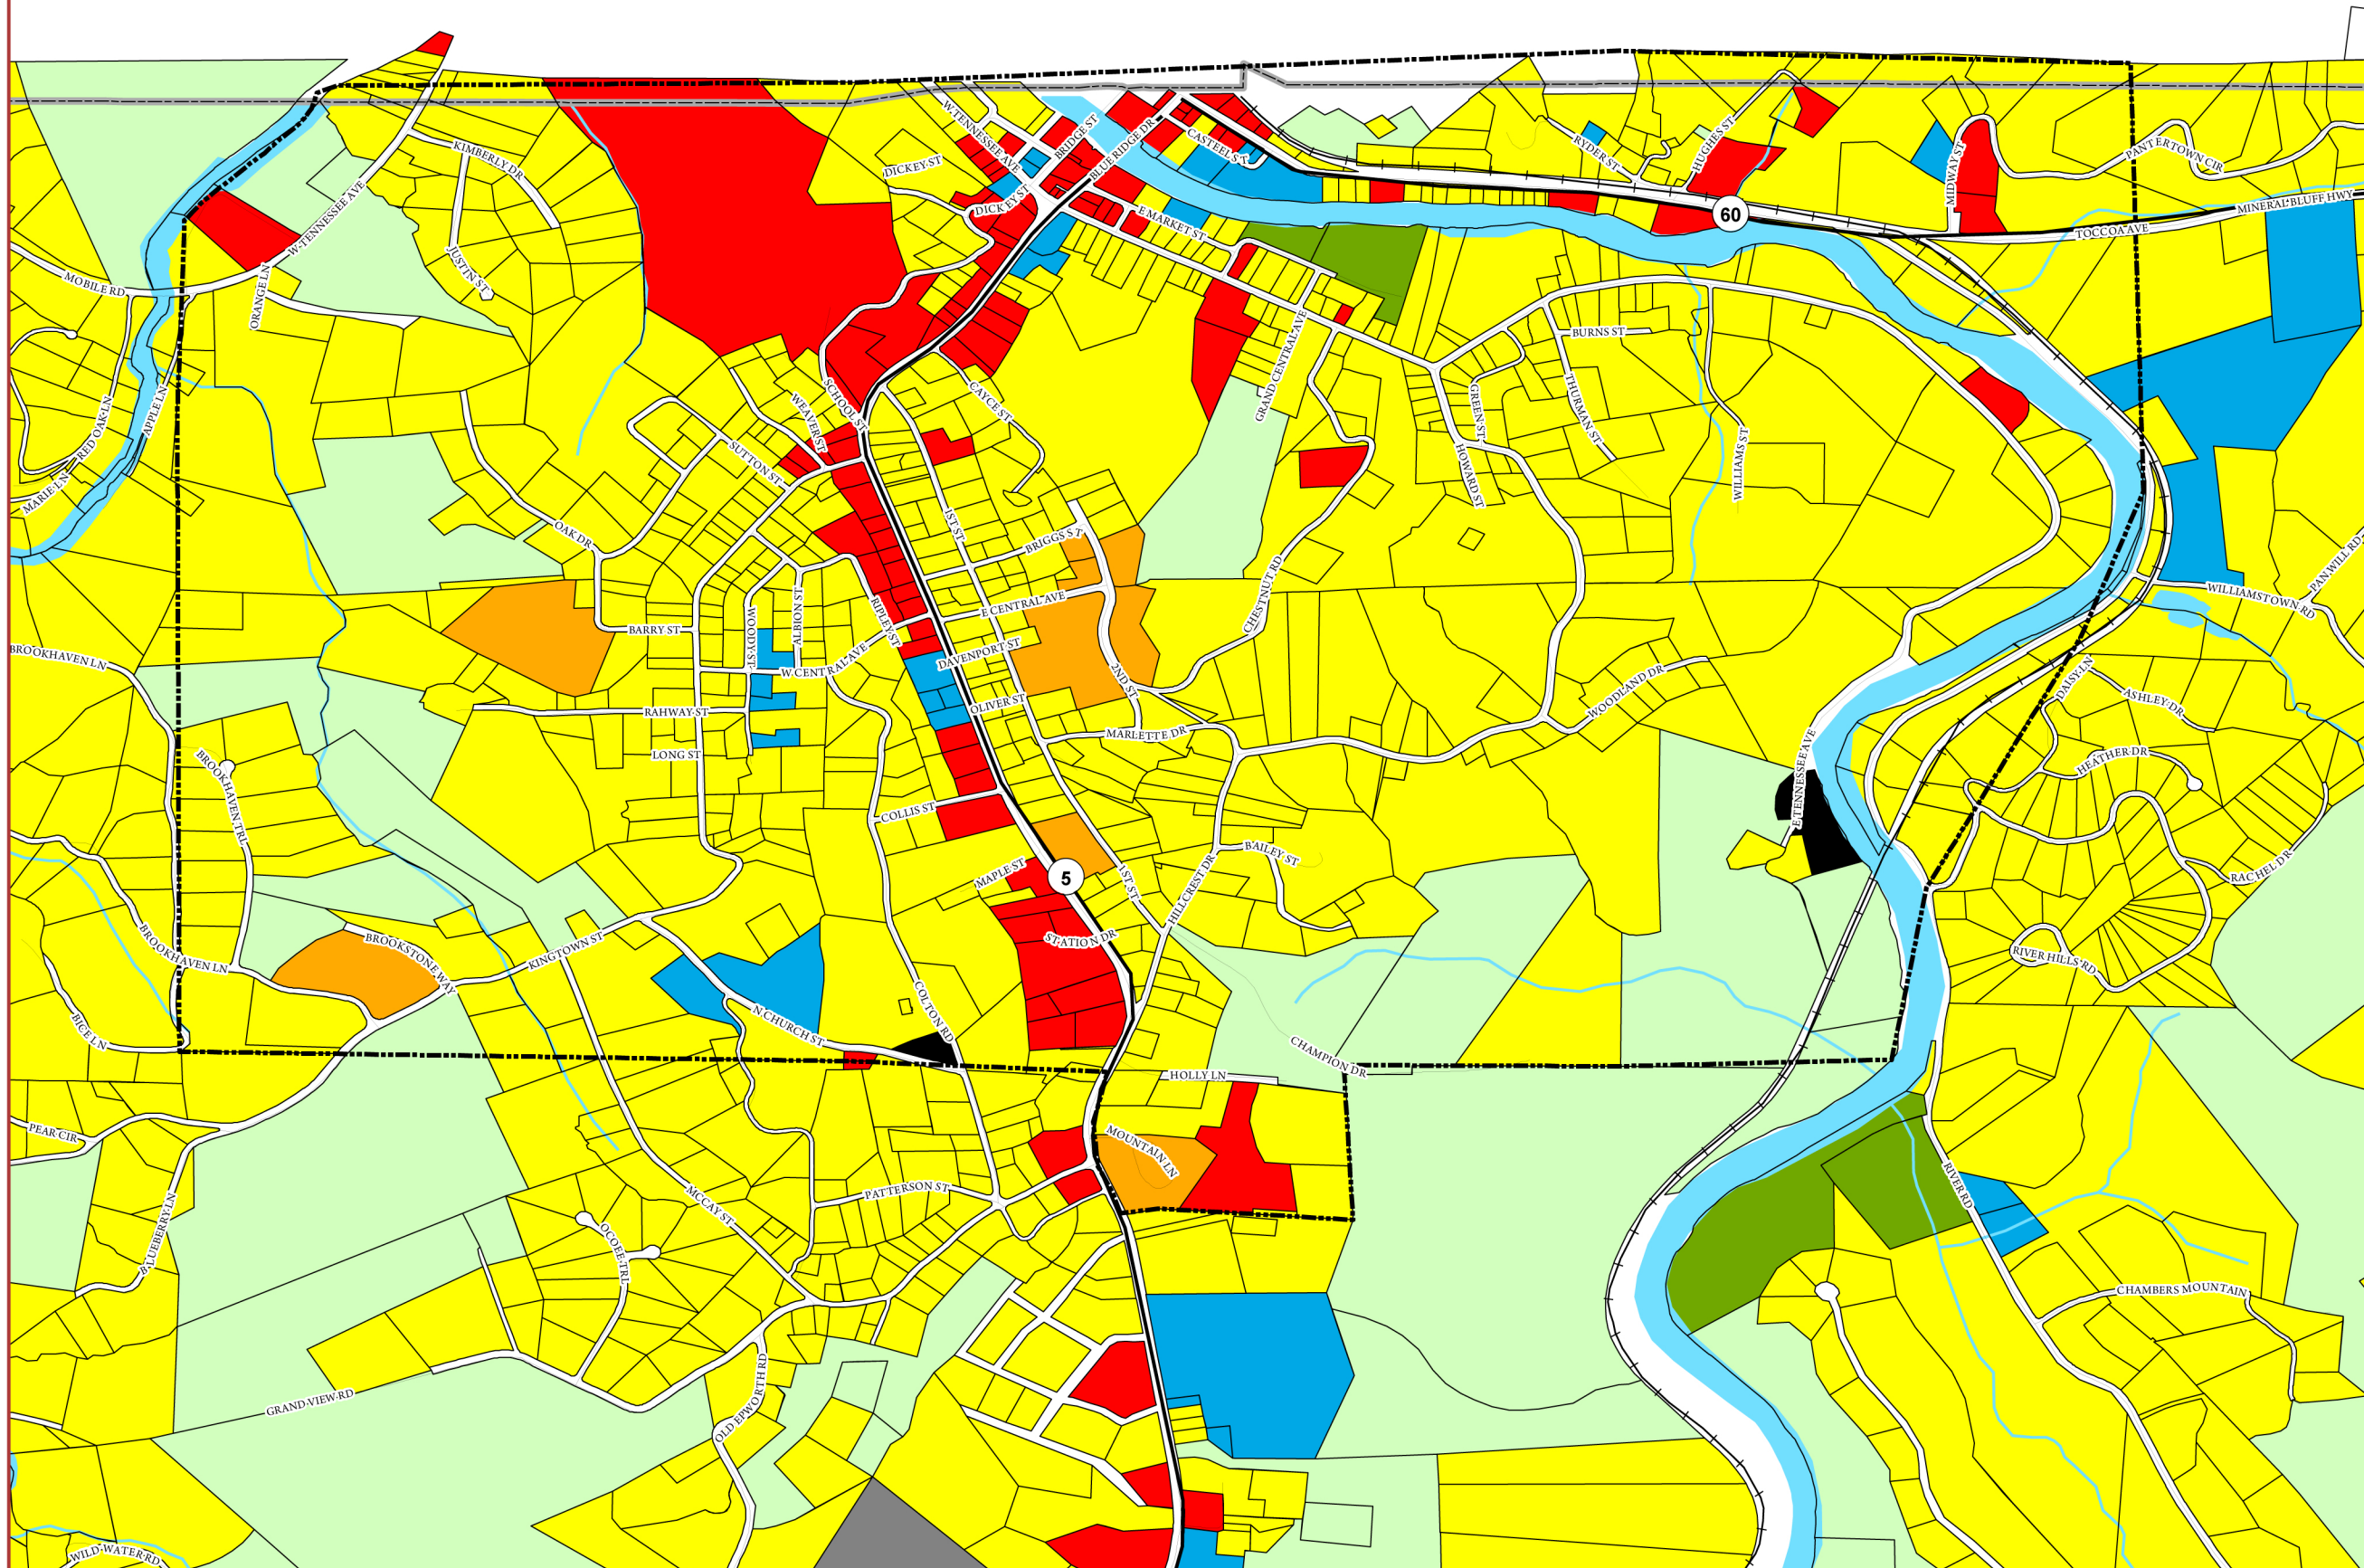 W TENNESSEE AVE
BRIDGE ST
BLUE RIDGE DR
CASTEEL ST
KIMBERLY DR
DICKEY ST
RYDER ST
HUGHES ST
MIDWAY ST
PANTERTOWN CIR
MINERAL BLUFF HWY
W TENNESSEE AVE
DICKEY ST
E MARKET ST
60
TOCCOA AVE
MOBILE RD
ORANGE LN
JUSTIN ST
GRAND CENTRAL AVE
BURNS ST
APPLE LN
RED OAK LN
MARIE LN
SCHOOL ST
WEAVER ST
CAYCE ST
SUTTON ST
GREEN ST
THURMAN ST
HOWARD ST
WILLIAMS ST
OAK DR
1ST ST
BRIGGS ST
PANWILL RD
WILLIAMSTOWN RD
CHESTNUT RD
BARRY ST
WOODY ST
ALBION ST
RIPLEY ST
E CENTRAL AVE
BROOKHAVEN LN
W CENTRAL AVE
DAVENPORT ST
2ND ST
OLIVER ST
WOODLAND DR
DAISY LN
ASHLEY DR
RAHWAY ST
MARLETTE DR
LONG ST
BROOKHAVEN TRL
HEATHER DR
E TENNESSEE AVE
COLLIS ST
MAPLE ST
5
1ST ST
BAILEY ST
HILLCREST DR
RACHEL DR
BROOKHAVEN LN
BROOKSTONE WAY
KINGTOWN ST
STATION DR
RIVER HILLS RD
BICE LN
N CHURCH ST
COLTON RD
CHAMPION DR
HOLLY LN
PEAR CIR
MOUNTAIN LN
PATTERSON ST
MCCAY ST
RIVER RD
BLUEBERRY LN
OCOEE TRL
CHAMBERS MOUNTAIN
GRAND VIEW RD
OLD EPWORTH RD
WILD WATER RD